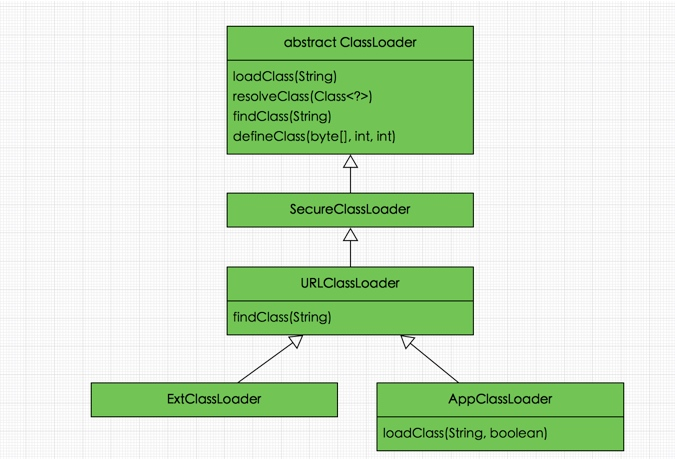 abstract ClassLoader
loadClass(String)
resolveClass(Class<?>)
findClass(String)
defineClass(byte[], int, int)
SecureClassLoader
URLClassLoader
findClass(String)
ExtClassLoader
AppClassLoader
loadClass(String, boolean)